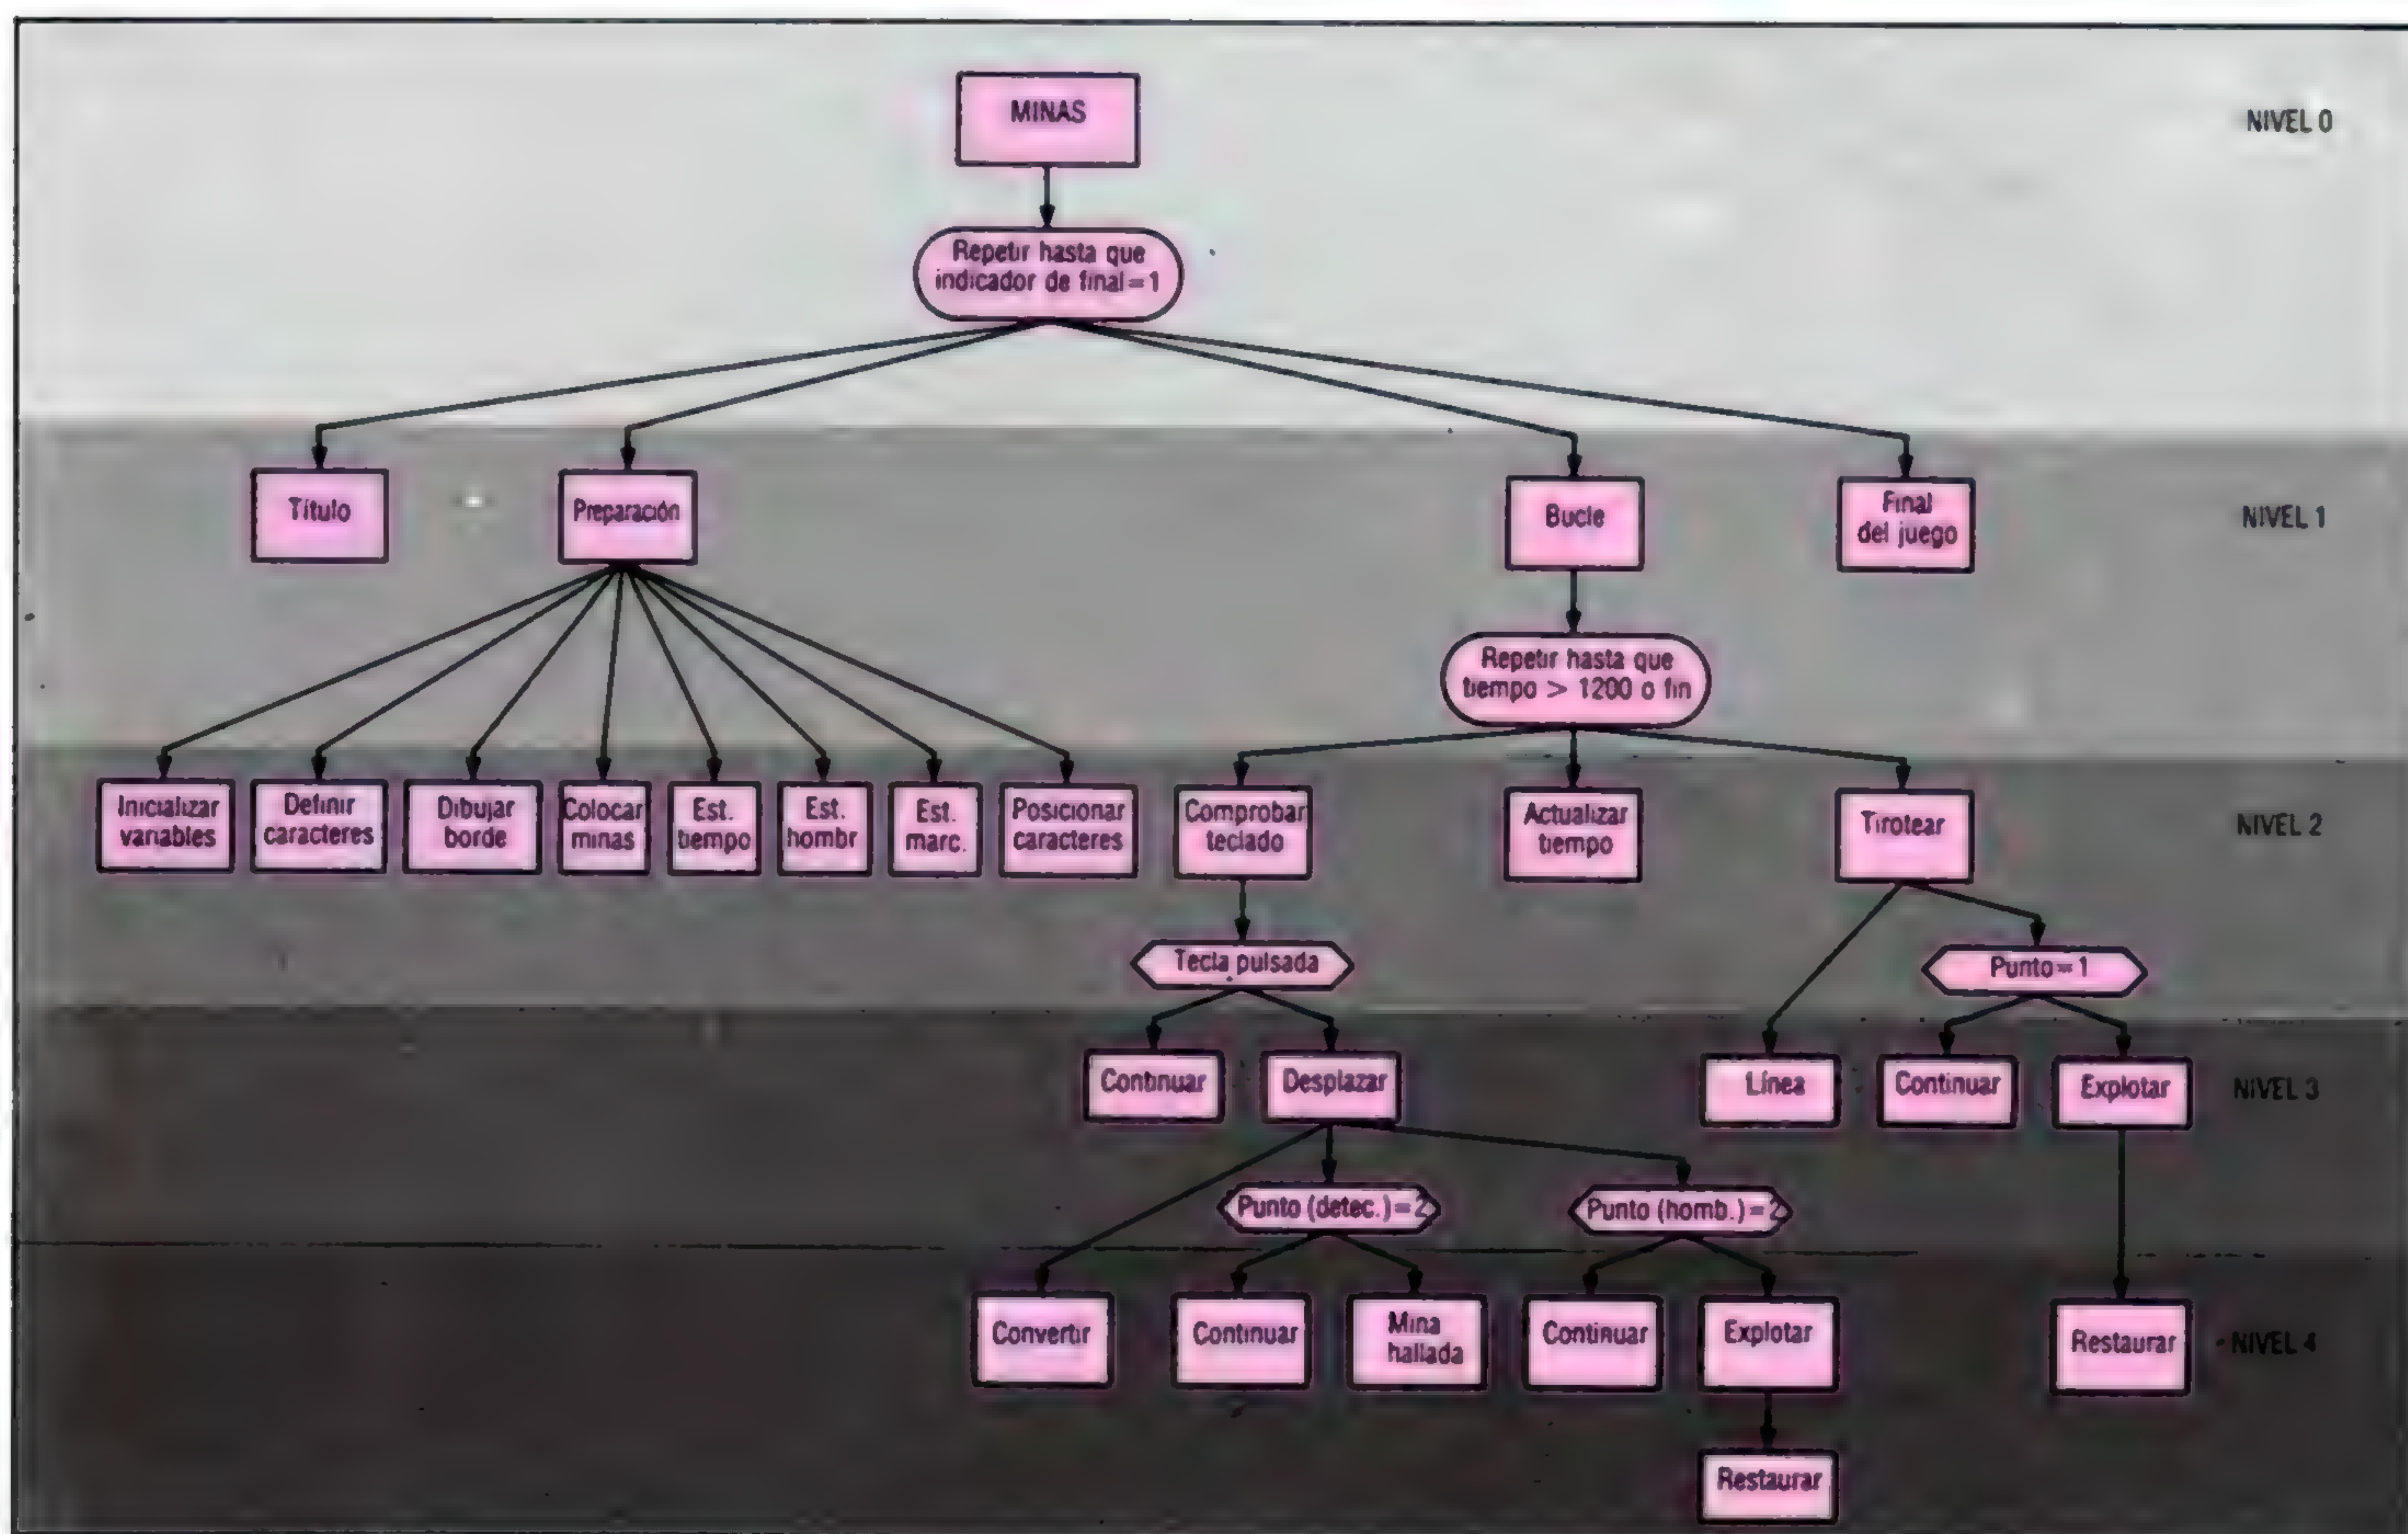 MINAS
NIVEL 0
Repetir hasta que
indicador de final=1
Título
Preparación
Bucle
Final
del juego
NIVEL 1
Repetir hasta que
tiempo > 1200 o fin
Inicializar
variables
Definir
caracteres
Dibujar
borde
Colocar
minas
Est.
tiempo
Est.
hombr
Est.
marc.
Posicionar
caracteres
Comprobar
teclado
Actualizar
tiempo
Tirotear
NIVEL 2
Tecla pulsada
Punto=1
Continuar
Desplazar
Línea
Continuar
Explotar
NIVEL 3
Punto (detec.)=2
Punto (homb.)=2
Convertir
Continuar
Mina
hallada
Continuar
Explotar
Restaurar
NIVEL 4
Restaurar